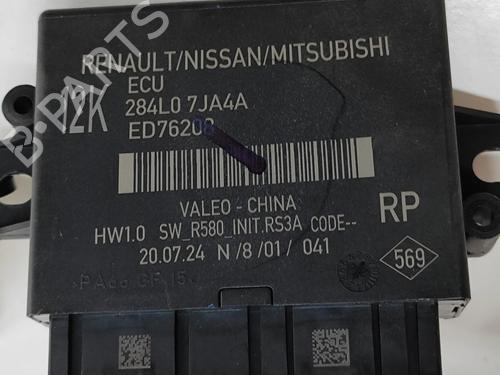 RENAULT/NISSAN/MITSUBISHI
12K
ECU
284L0 7JA4A
ED76208
VALEO - CHINA
RP
HW1.0 SW_R580_INIT.RS3A CODE--
20.07.24 N/8/01/ 041
569
B-PARTS